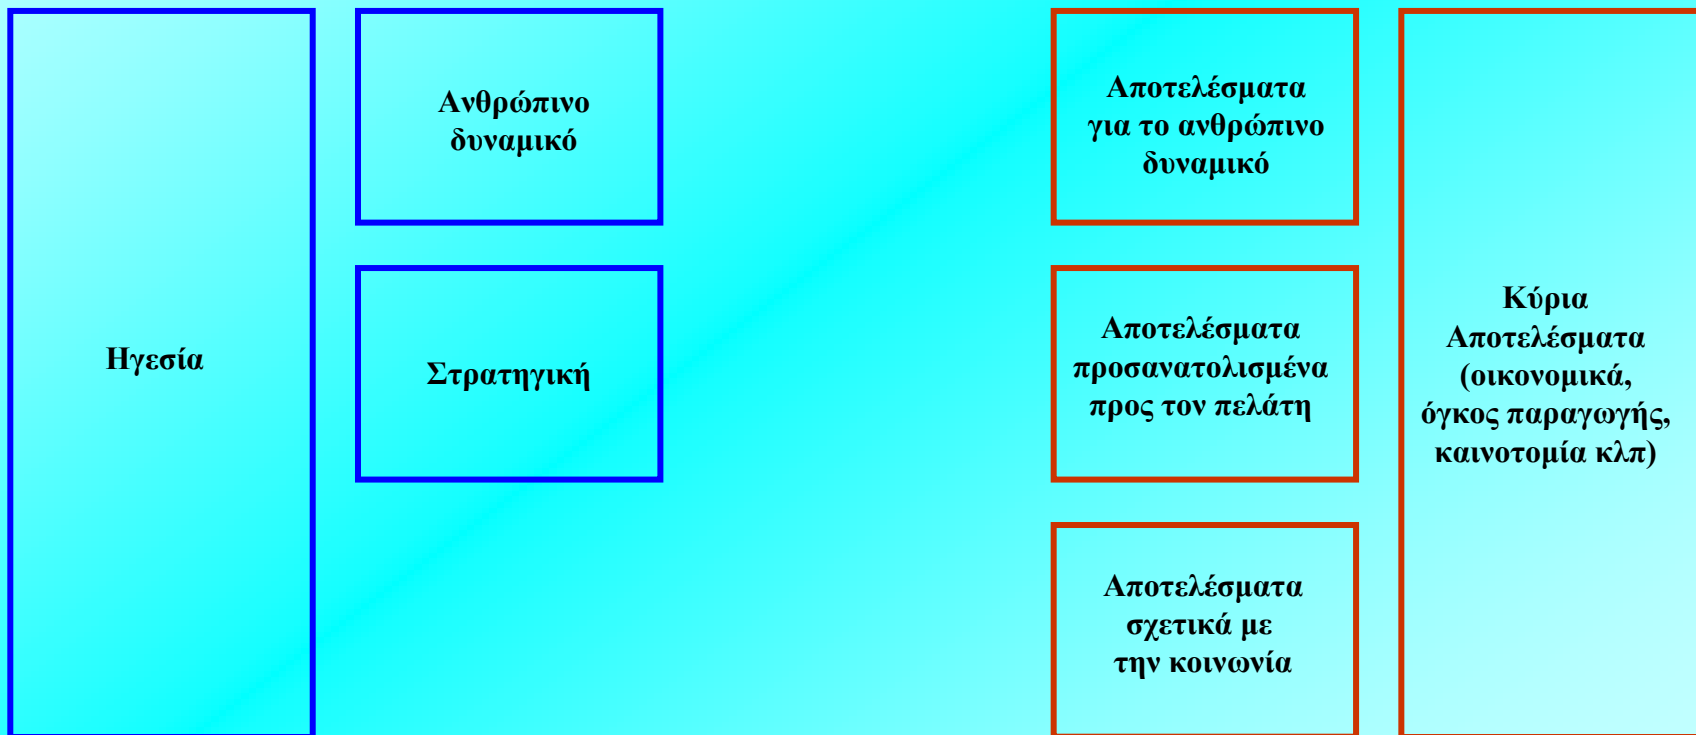 Ηγεσία
Ανθρώπινο
δυναμικό
Στρατηγική
Αποτελέσματα
για το ανθρώπινο
δυναμικό
Αποτελέσματα
προσανατολισμένα
προς τον πελάτη
Αποτελέσματα
σχετικά με
την κοινωνία
Κύρια
Αποτελέσματα
(οικονομικά,
όγκος παραγωγής,
καινοτομία κλπ)